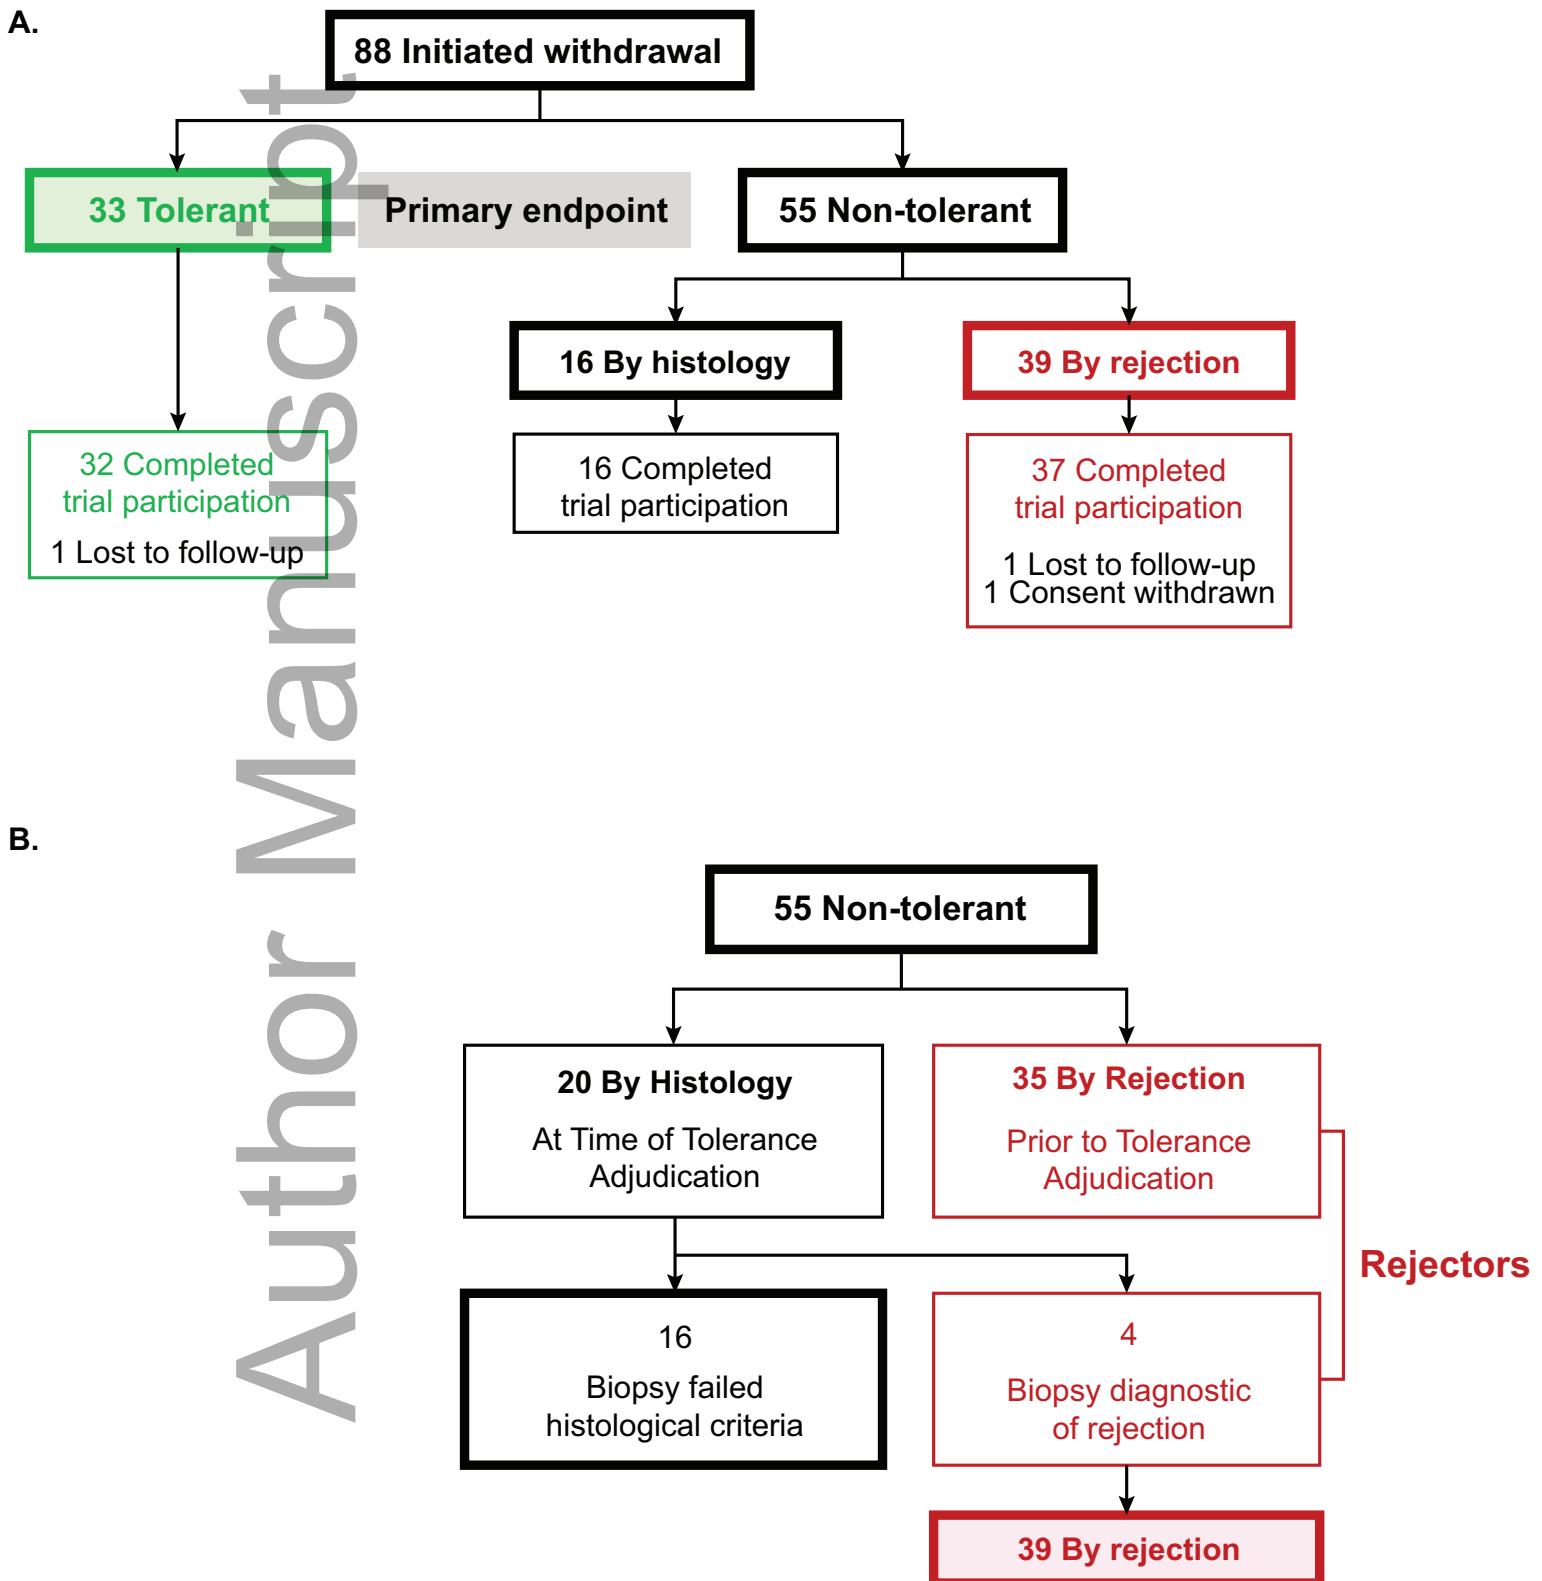 A.
88 Initiated withdrawal
33 Tolerant
Primary endpoint
55 Non-tolerant
16 By histology
39 By rejection
32 Completed
trial participation
1 Lost to follow-up
16 Completed
trial participation
37 Completed
trial participation
1 Lost to follow-up
1 Consent withdrawn
Author Manuscript
B.
55 Non-tolerant
20 By Histology
At Time of Tolerance
Adjudication
35 By Rejection
Prior to Tolerance
Adjudication
Rejectors
16
Biopsy failed
histological criteria
4
Biopsy diagnostic
of rejection
39 By rejection